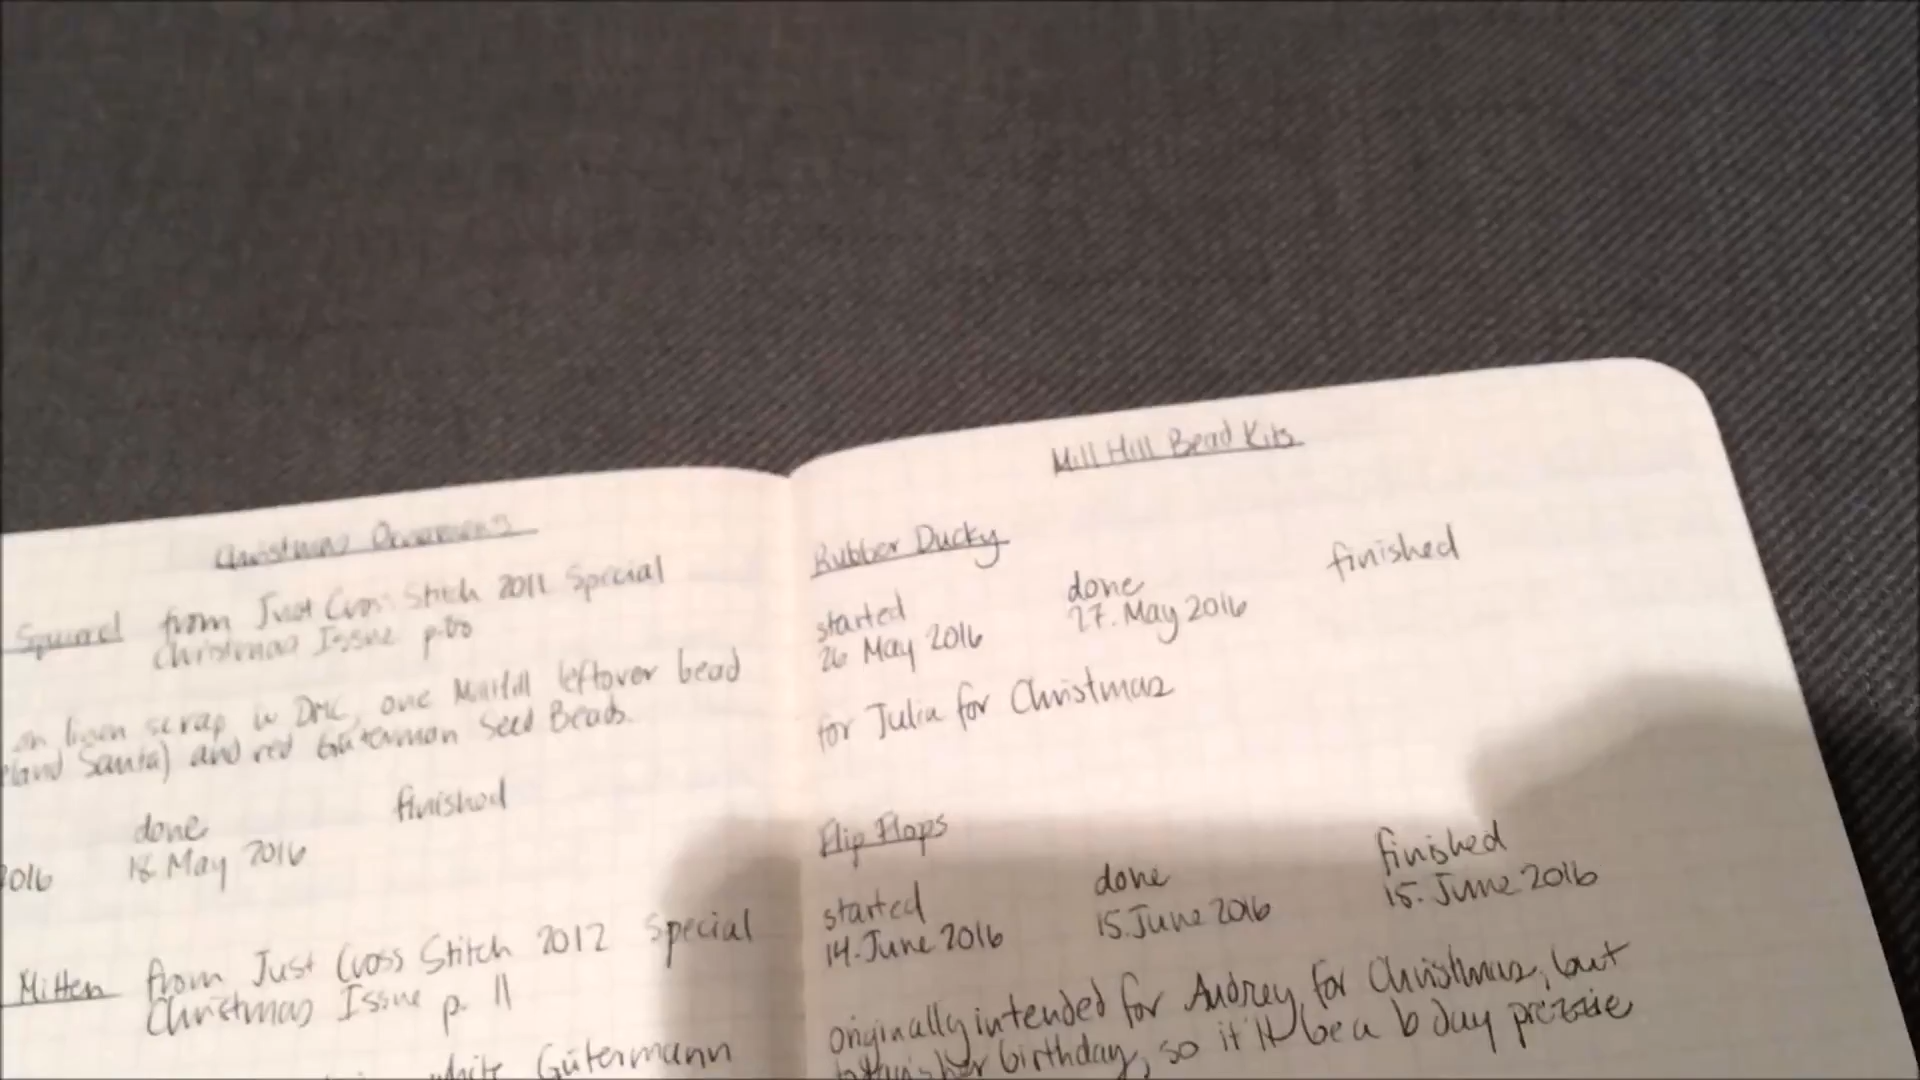 Christmas Ornaments
Squirrel from Just Cross Stitch 2011 Special
Christmas Issue
on linen scrap w DMC, one leftover bead
Santa) and red Gütermann Seed Beads.
done finished
2016 18. May 2016
Mitten from Just Cross Stitch 2012 Special
Christmas Issue p. 11
white Gütermann
Mill Hill Bead Kits
Rubber Ducky
started done finished
26 May 2016 27. May 2016
for Julia for Christmas
Flip Flops
started done finished
14. June 2016 15. June 2016 15. June 2016
originally intended for Audrey for Christmas, but
her birthday, so it'll be a b day prezzie